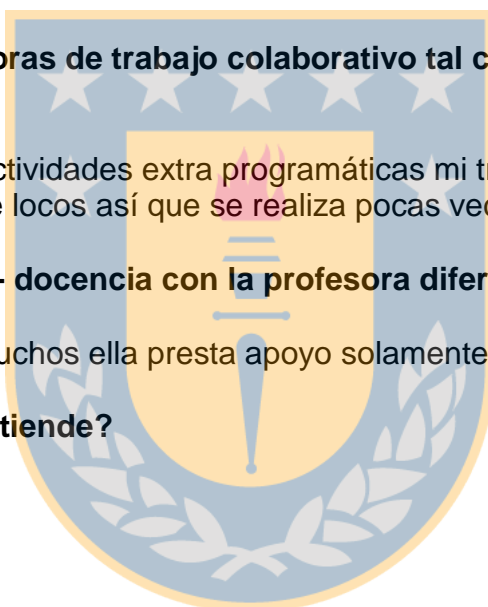 oras de trabajo colaborativo tal c
ctividades extra programáticas mi tr
e locos así que se realiza pocas vec
- docencia con la profesora difer
uchos ella presta apoyo solamente
tiende?